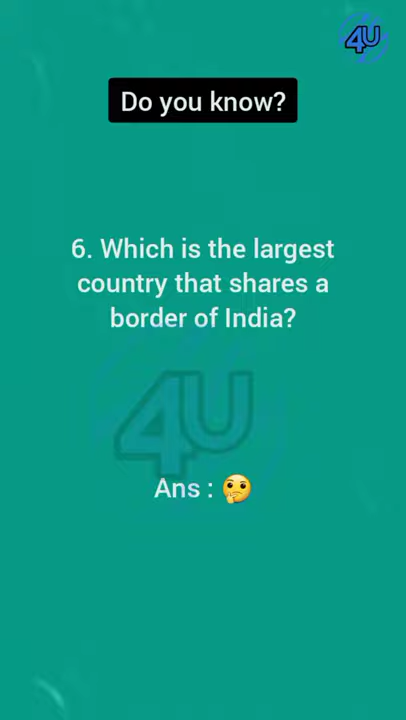 4U
Do you know?
6. Which is the largest
country that shares a
border of India?
4U
Ans : 🤔